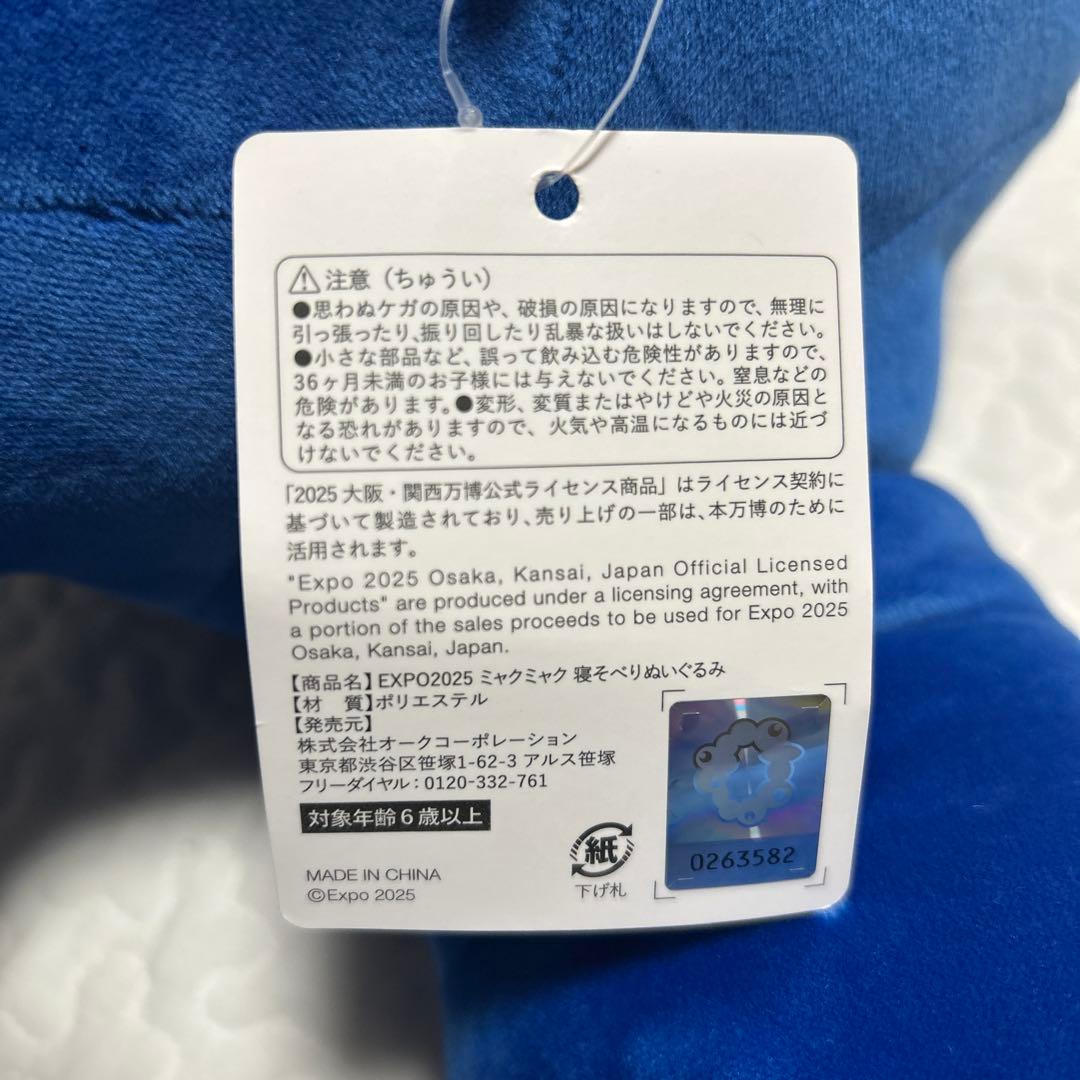 ⚠注意（ちゅうい）
●思わぬケガの原因や、破損の原因になりますので、無理に
引っ張ったり、振り回したり乱暴な扱いはしないでください。
●小さな部品など、誤って飲み込む危険性がありますので、
36ヶ月未満のお子様には与えないでください。窒息などの
危険があります。●変形、変質またはやけどや火災の原因と
なる恐れがありますので、火気や高温になるものには近づ
けないでください。
「2025大阪・関西万博公式ライセンス商品」はライセンス契約に
基づいて製造されており、売り上げの一部は、本万博のために
活用されます。
"Expo 2025 Osaka, Kansai, Japan Official Licensed
Products" are produced under a licensing agreement, with
a portion of the sales proceeds to be used for Expo 2025
Osaka, Kansai, Japan.
【商品名】EXPO2025 ミャクミャク 寝そべりぬいぐるみ
【材　質】ポリエステル
【発売元】
株式会社オークコーポレーション
東京都渋谷区笹塚1-62-3 アルス笹塚
フリーダイヤル：0120-332-761
対象年齢6歳以上
MADE IN CHINA
©Expo 2025
紙
下げ札
0263582